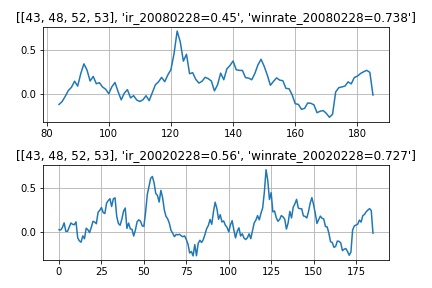 [[43, 48, 52, 53], 'ir_20080228=0.45', 'winrate_20080228=0.738']
0.5
0.0
80 100 120 140 160 180
[[43, 48, 52, 53], 'ir_20020228=0.56', 'winrate_20020228=0.727']
0.5
0.0
0 25 50 75 100 125 150 175